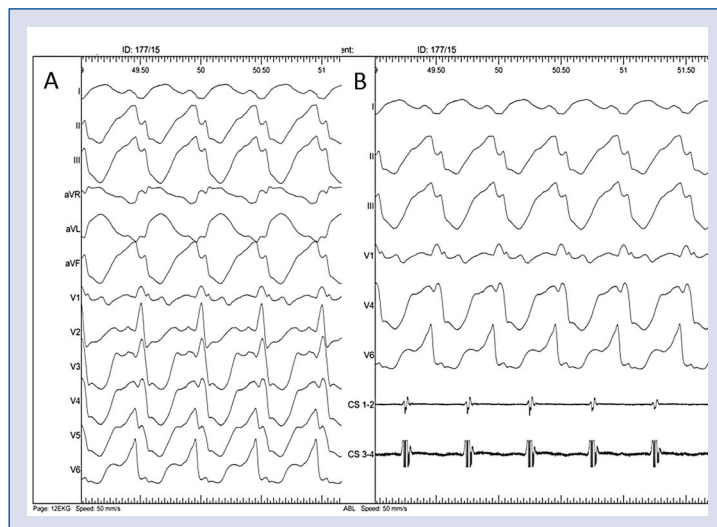 ID: 177/15
ent:
ID: 177/15
49.50 50 50.50 51
49.50 50 50.50 51 51.50
A
B
I
II
III
aVR
aVL
aVF
V1
V2
V3
V4
V5
V6
I
II
III
V1
V4
V6
CS 1-2
CS 3-4
Page: 12EKG Speed: 50 mm/s
ABL Speed: 50 mm/s